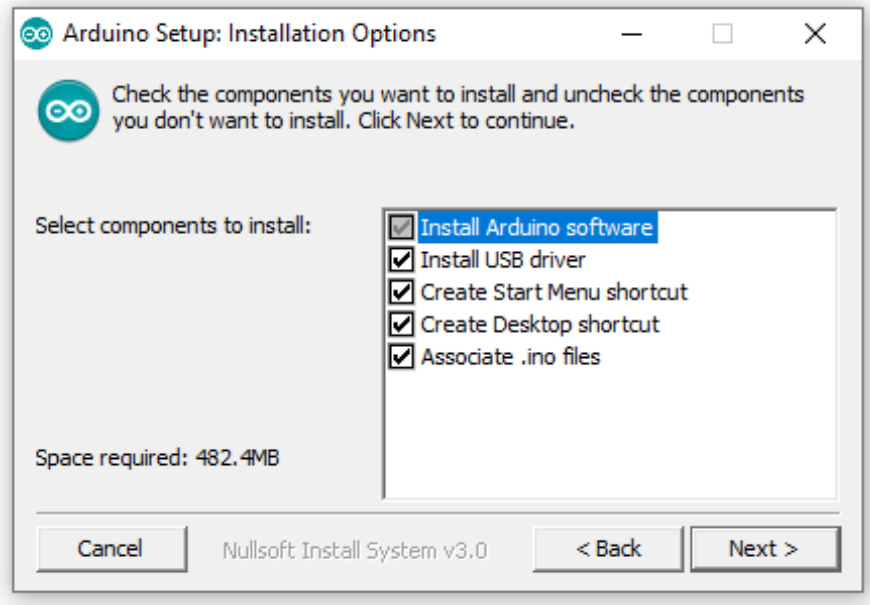 Arduino Setup: Installation Options
Check the components you want to install and uncheck the components
you don't want to install. Click Next to continue.
Select components to install:
Install Arduino software
Install USB driver
Create Start Menu shortcut
Create Desktop shortcut
Associate .ino files
Space required: 482.4MB
Cancel
Nullsoft Install System v3.0
< Back
Next >